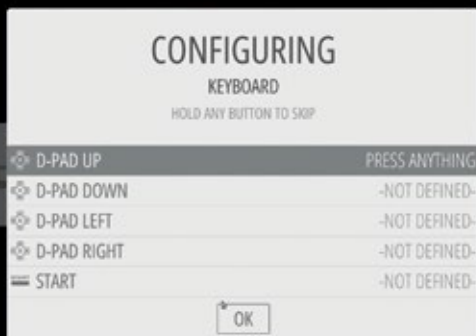 CONFIGURING
KEYBOARD
HOLD ANY BUTTON TO SKIP
D-PAD UP PRESS ANYTHING
D-PAD DOWN -NOT DEFINED-
D-PAD LEFT -NOT DEFINED-
D-PAD RIGHT -NOT DEFINED-
START -NOT DEFINED-
OK